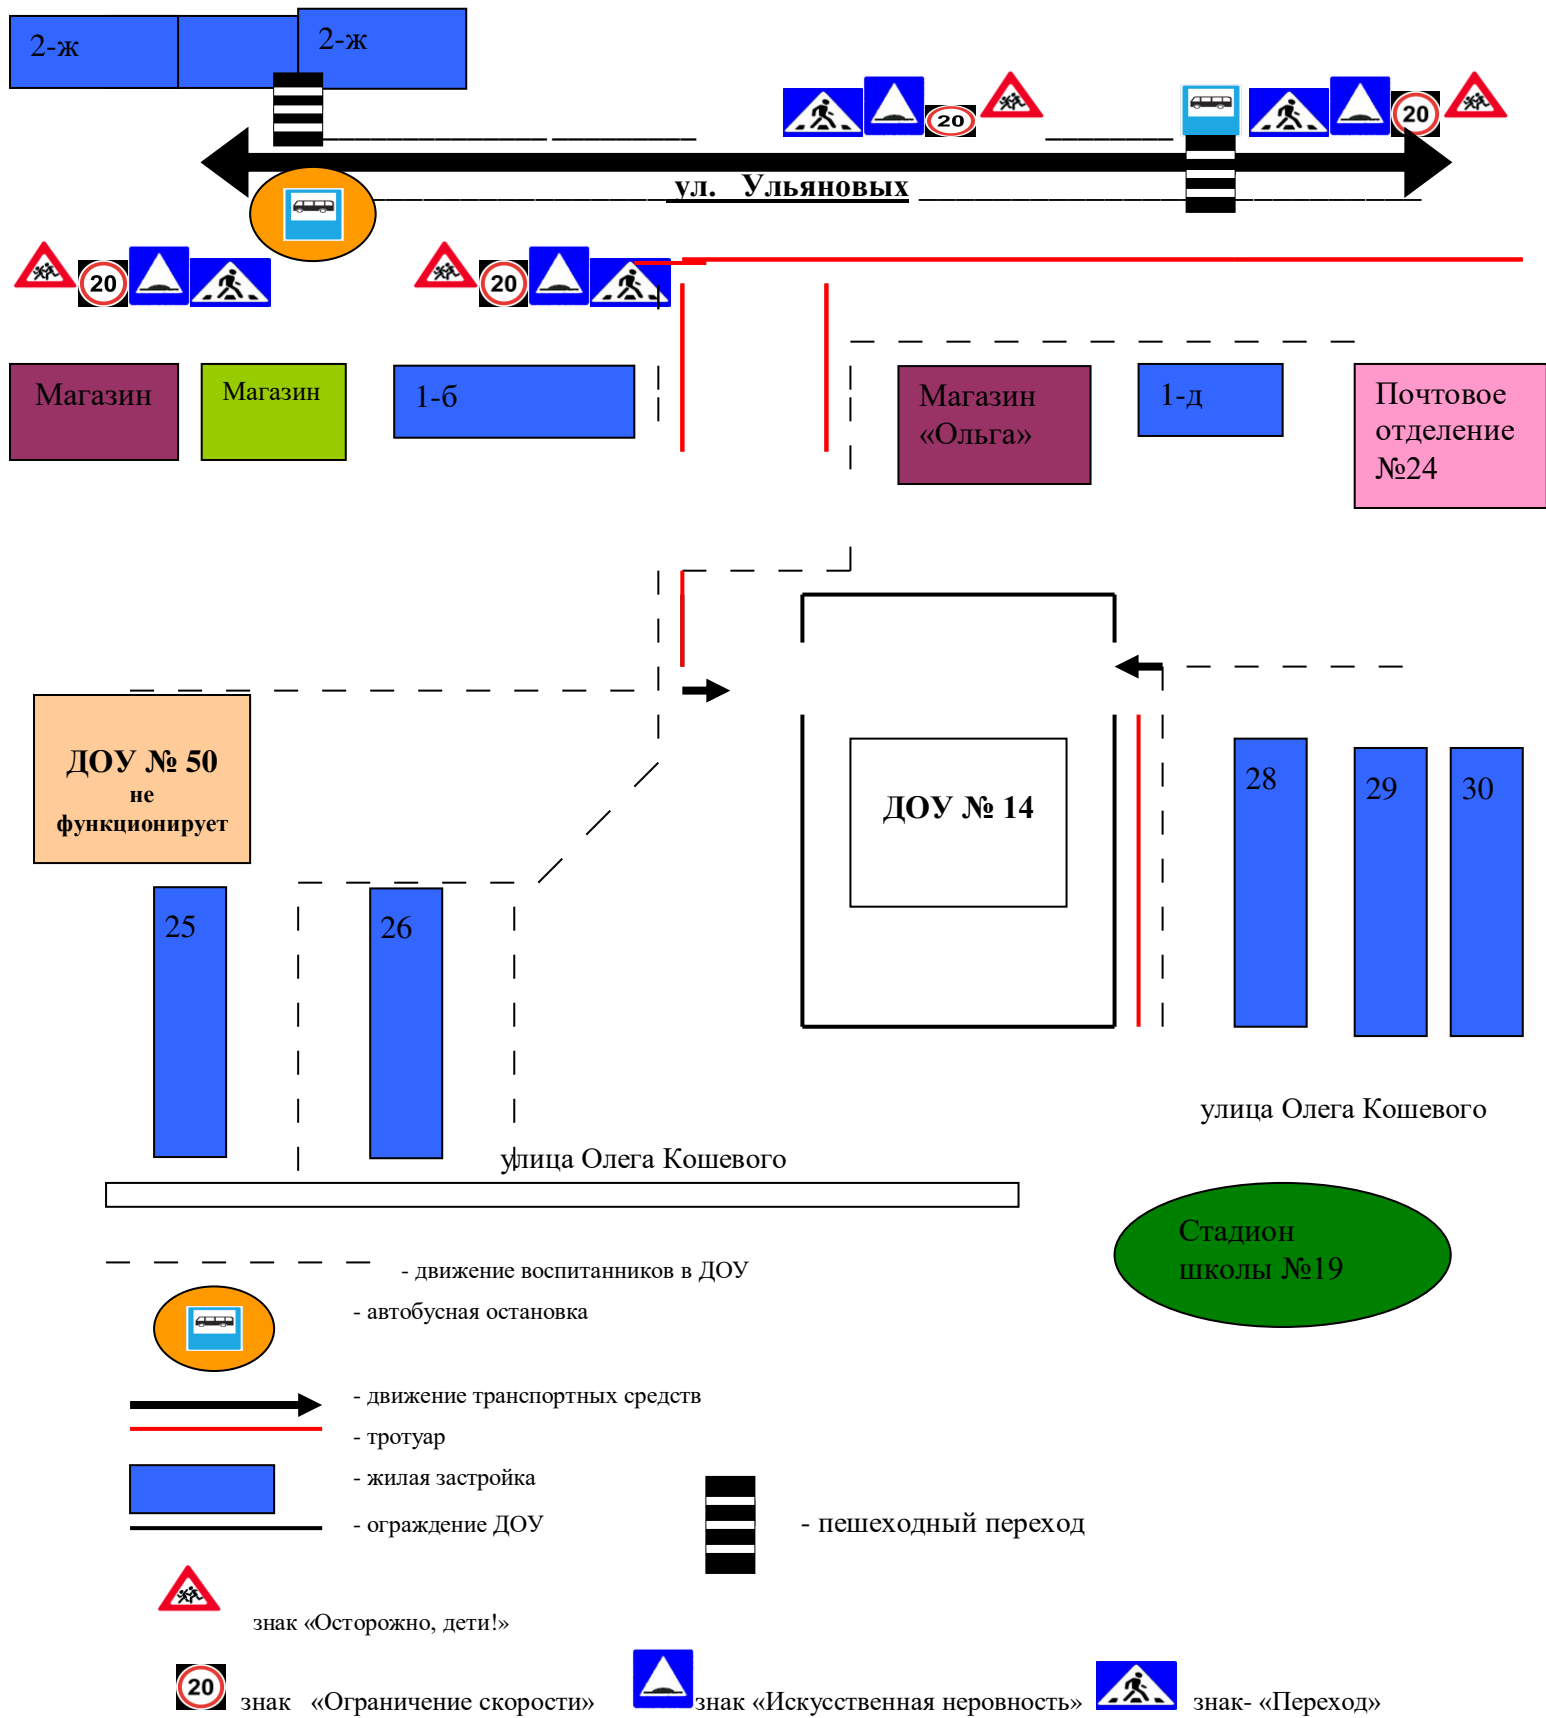 2-ж
2-ж
20
20
ул. Ульяновых
20
20
Магазин
Магазин
1-б
Магазин
«Ольга»
1-д
Почтовое
отделение
№24
ДОУ № 50
не
функционирует
ДОУ № 14
28
29
30
25
26
улица Олега Кошевого
улица Олега Кошевого
Стадион
школы №19
- движение воспитанников в ДОУ
- автобусная остановка
- движение транспортных средств
- тротуар
- жилая застройка
- ограждение ДОУ
- пешеходный переход
знак «Осторожно, дети!»
20 знак «Ограничение скорости» знак «Искусственная неровность» знак- «Переход»